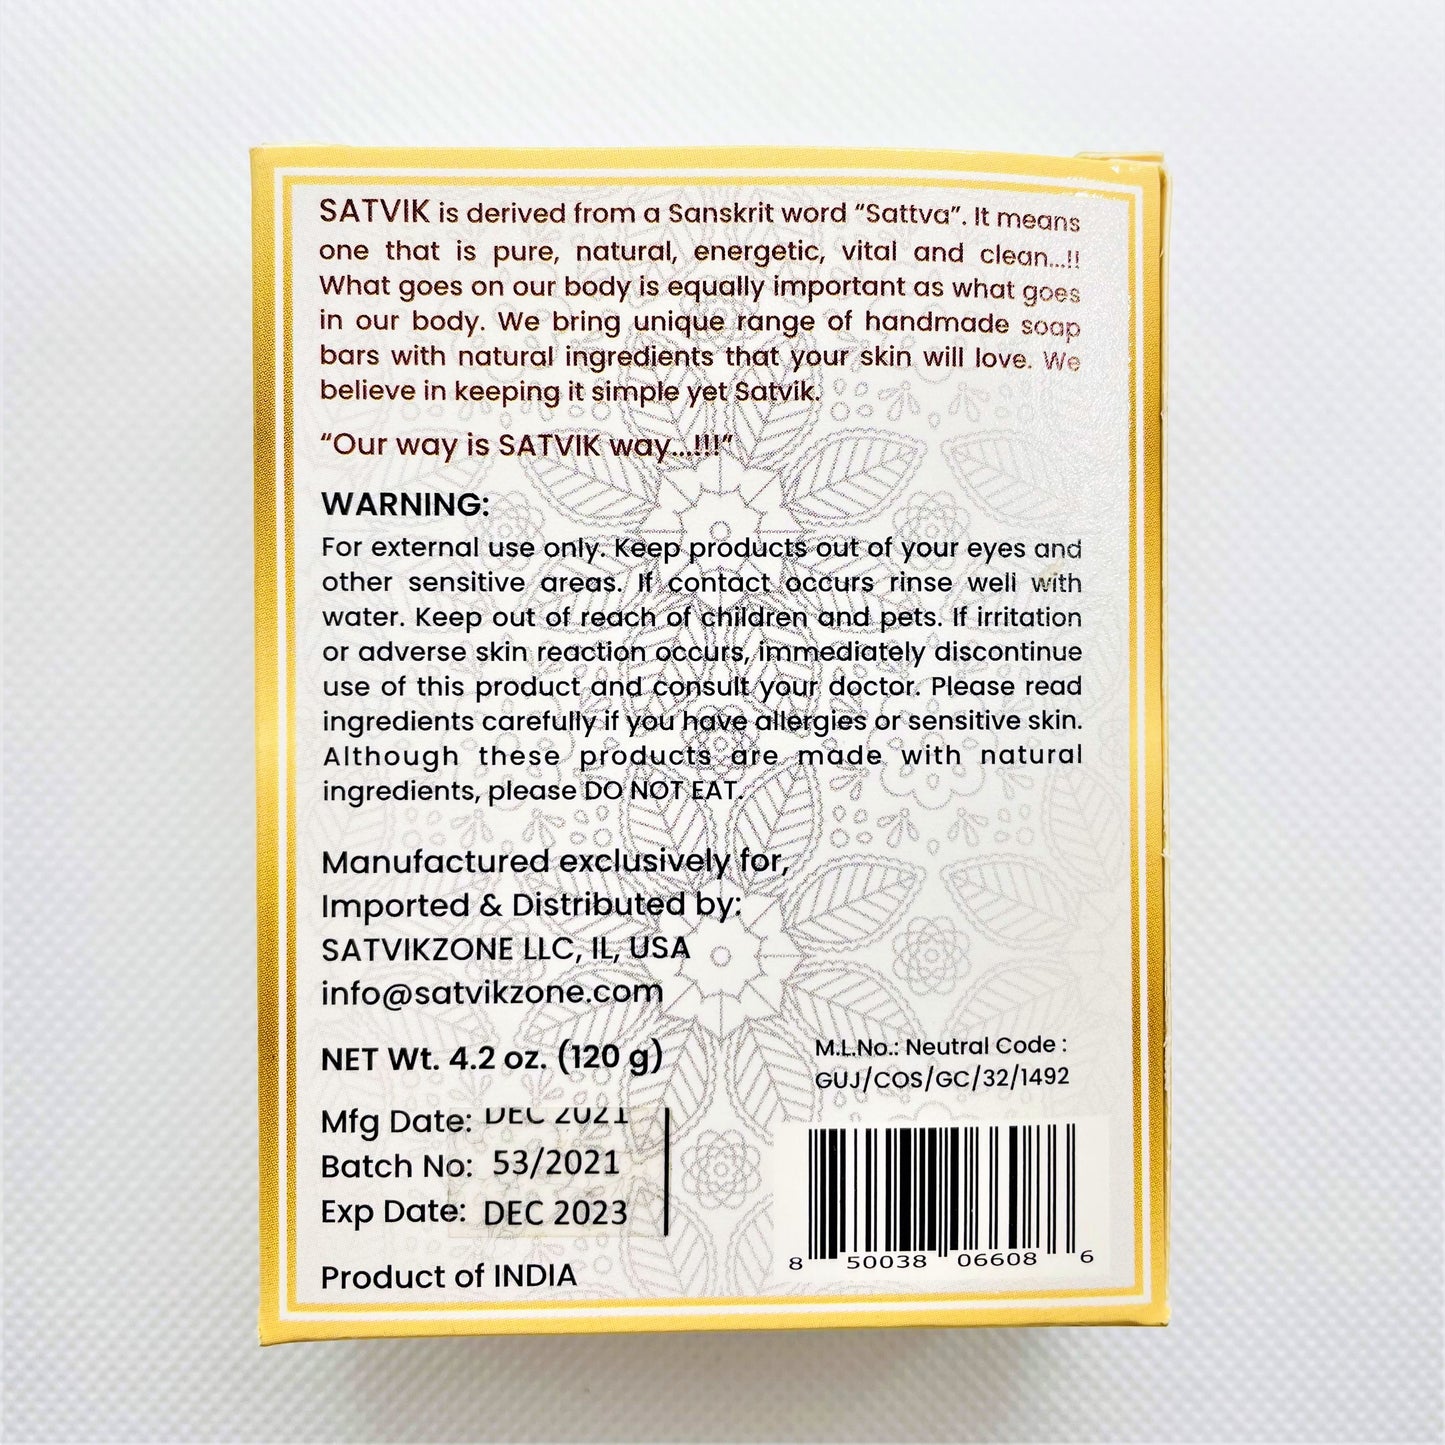 SATVIK is derived from a Sanskrit word “Sattva”. It means
one that is pure, natural, energetic, vital and clean...!!
What goes on our body is equally important as what goes
in our body. We bring unique range of handmade soap
bars with natural ingredients that your skin will love. We
believe in keeping it simple yet Satvik.
“Our way is SATVIK way...!!!”
WARNING:
For external use only. Keep products out of your eyes and
other sensitive areas. If contact occurs rinse well with
water. Keep out of reach of children and pets. If irritation
or adverse skin reaction occurs, immediately discontinue
use of this product and consult your doctor. Please read
ingredients carefully if you have allergies or sensitive skin.
Although these products are made with natural
ingredients, please DO NOT EAT.
Manufactured exclusively for,
Imported & Distributed by:
SATVIKZONE LLC, IL, USA
info@satvikzone.com
NET Wt. 4.2 oz. (120 g)
M.L.No.: Neutral Code :
GUJ/COS/GC/32/1492
Mfg Date: DEC 2021
Batch No: 53/2021
Exp Date: DEC 2023
Product of INDIA
8 50038 06608 6